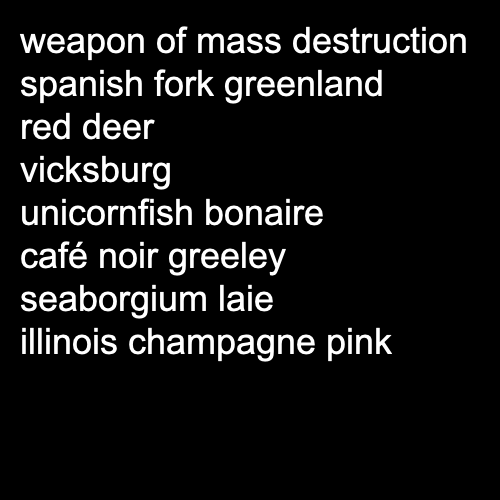 weapon of mass destruction
spanish fork greenland
red deer
vicksburg
unicornfish bonaire
café noir greeley
seaborgium laie
illinois champagne pink